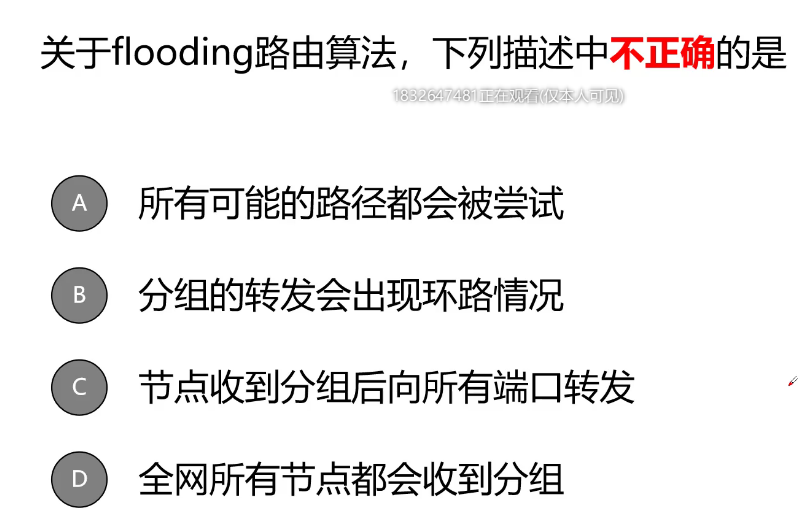 关于flooding路由算法，下列描述中不正确的是
1832647481正在观看(仅本人可见)
A 所有可能的路径都会被尝试
B 分组的转发会出现环路情况
C 节点收到分组后向所有端口转发
D 全网所有节点都会收到分组